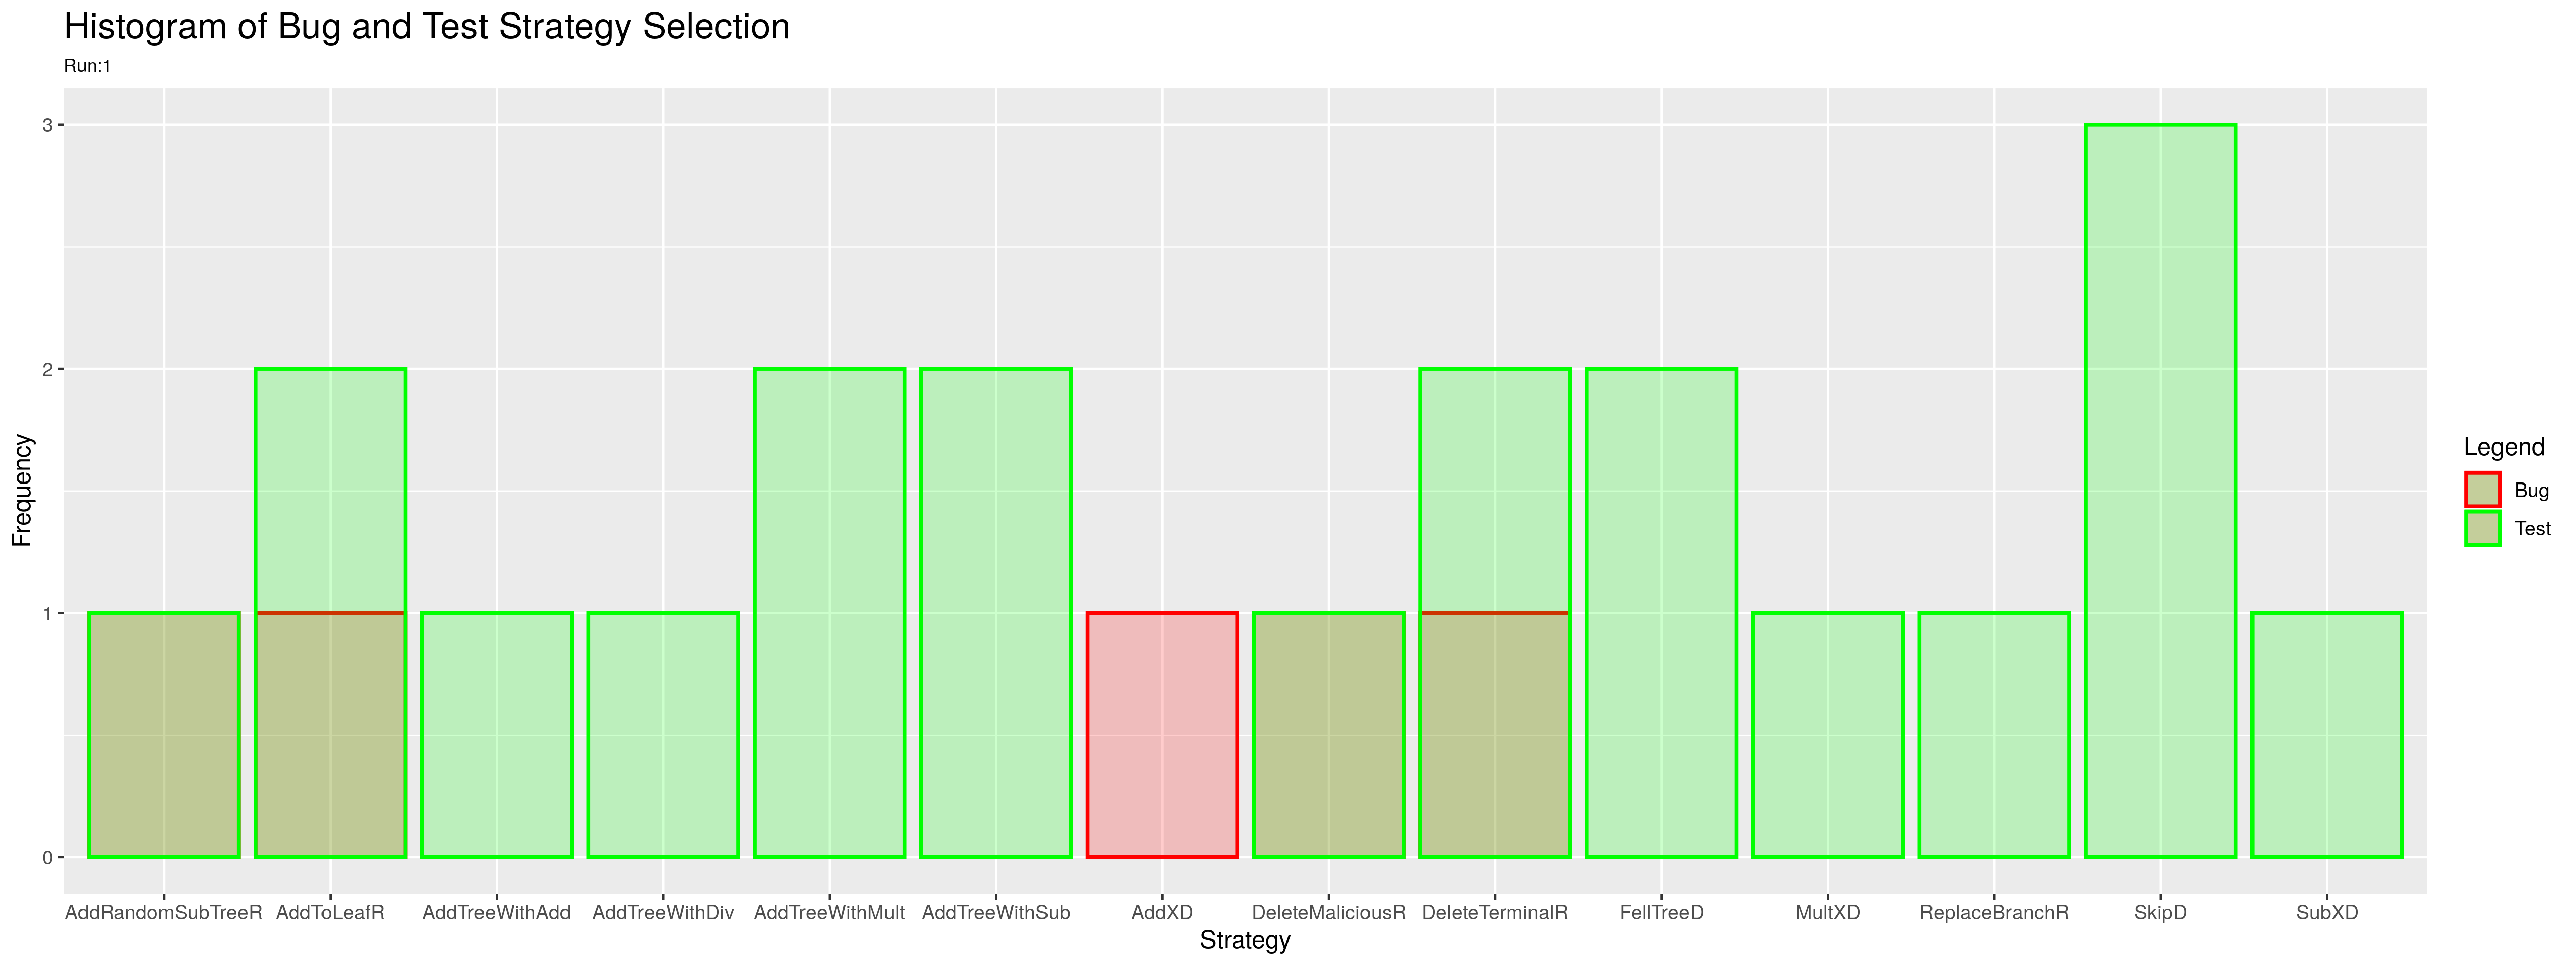 Histogram of Bug and Test Strategy Selection
Run:1
Frequency
3
2
1
0
AddRandomSubTreeR AddToLeafR AddTreeWithAdd AddTreeWithDiv AddTreeWithMult AddTreeWithSub AddXD DeleteMaliciousR DeleteTerminalR FellTreeD MultXD ReplaceBranchR SkipD SubXD
Strategy
Legend
Bug
Test